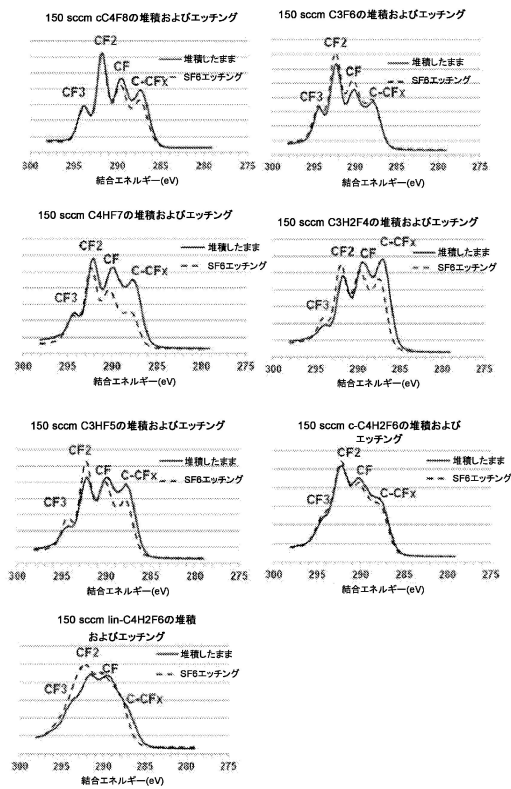 150 sccm cC4F8の堆積およびエッチング
CF2
CF
C-CFx
CF3
堆積したまま
SF6エッチング
300 295 290 285 280 275
結合エネルギー(eV)
150 sccm C3F6の堆積およびエッチング
CF2
CF
C-CFx
CF3
堆積したまま
SF6エッチング
300 295 290 285 280 275
結合エネルギー(eV)
150 sccm C4HF7の堆積およびエッチング
CF2
CF
C-CFx
CF3
堆積したまま
SF6エッチング
300 295 290 285 280 275
結合エネルギー(eV)
150 sccm C3H2F4の堆積およびエッチング
CF2
CF
C-CFx
CF3
堆積したまま
SF6エッチング
300 295 290 285 280 275
結合エネルギー(eV)
150 sccm C3HF5の堆積およびエッチング
CF2
CF
C-CFx
CF3
堆積したまま
SF6エッチング
300 295 290 285 280 275
結合エネルギー(eV)
150 sccm c-C4H2F6の堆積および
エッチング
CF2
CF
C-CFx
CF3
堆積したまま
SF6エッチング
300 295 290 285 280 275
結合エネルギー(eV)
150 sccm lin-C4H2F6の堆積
およびエッチング
CF2
CF
C-CFx
CF3
堆積したまま
SF6エッチング
300 295 290 285 280 275
結合エネルギー(eV)